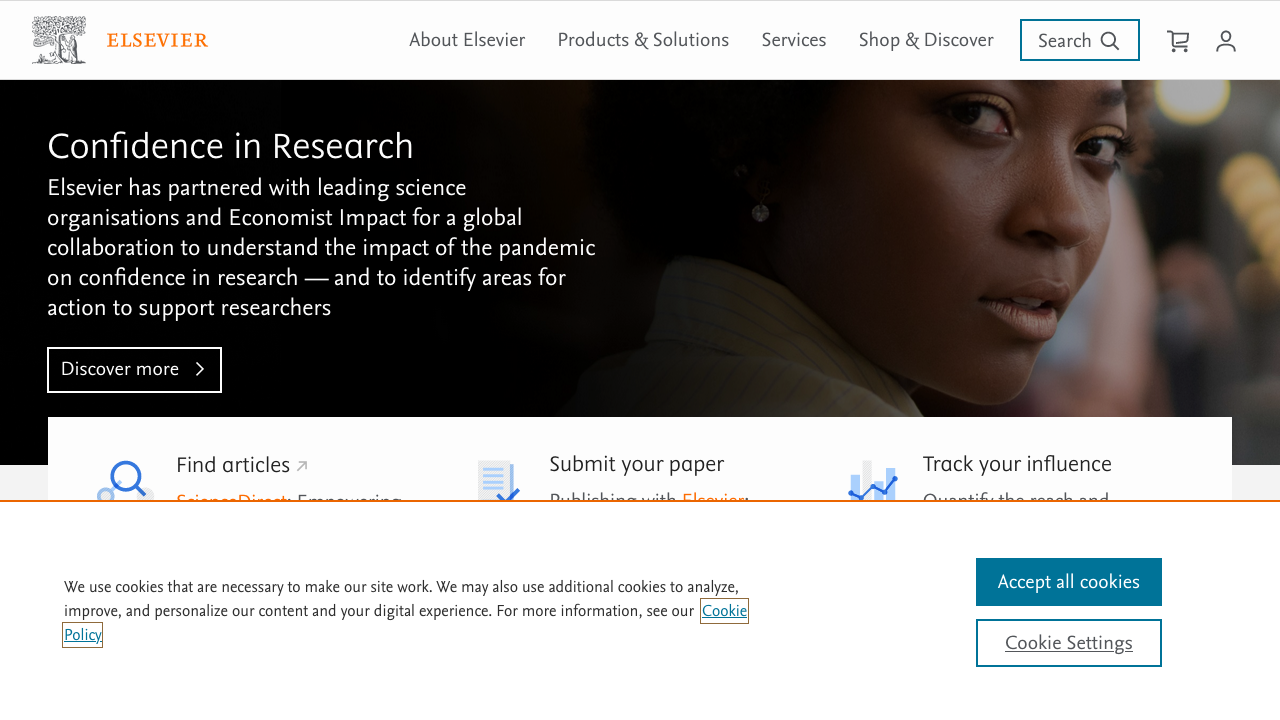 ELSEVIER
About Elsevier
Products & Solutions
Services
Shop & Discover
Search
Confidence in Research
Elsevier has partnered with leading science
organisations and Economist Impact for a global
collaboration to understand the impact of the pandemic
on confidence in research — and to identify areas for
action to support researchers
Discover more
Find articles
ScienceDirect: Empowering
Submit your paper
Publishing with Elsevier:
Track your influence
Quantify the reach and
We use cookies that are necessary to make our site work. We may also use additional cookies to analyze,
improve, and personalize our content and your digital experience. For more information, see our Cookie
Policy
Accept all cookies
Cookie Settings